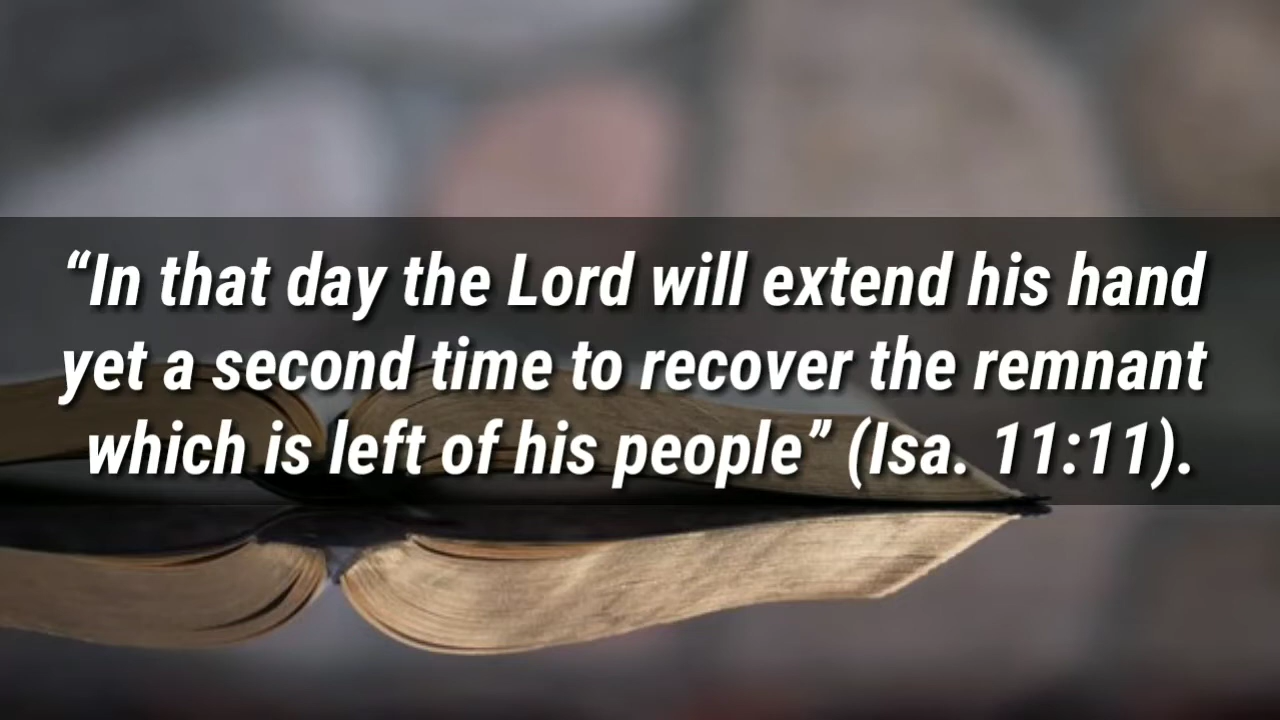 “In that day the Lord will extend his hand
yet a second time to recover the remnant
which is left of his people” (Isa. 11:11).